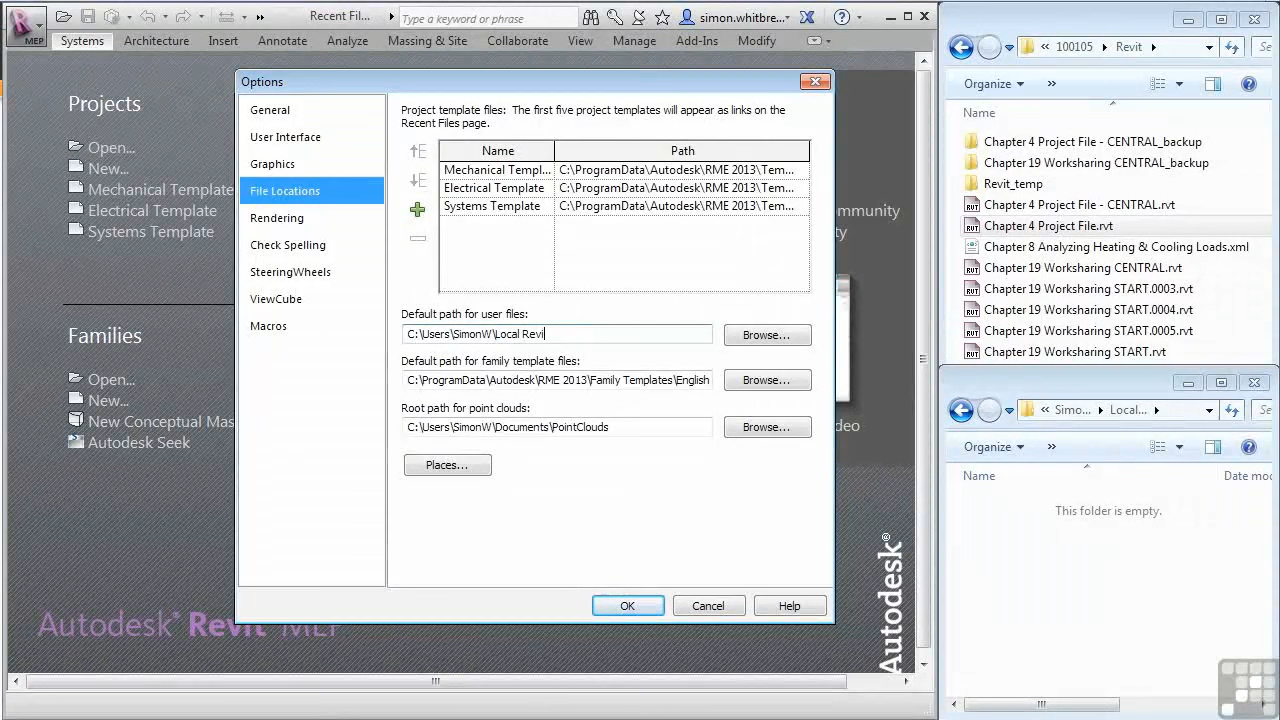 Recent Fil...
Type a keyword or phrase
simon.whitbre...
MEP
Systems
Architecture
Insert
Annotate
Analyze
Massing & Site
Collaborate
View
Manage
Add-Ins
Modify
Projects
Open...
New...
Mechanical Template
Electrical Template
Systems Template
Families
Open...
New...
New Conceptual Mas
Autodesk Seek
Autodesk® Revit® MEP
Options
General
User Interface
Graphics
File Locations
Rendering
Check Spelling
SteeringWheels
ViewCube
Macros
Project template files: The first five project templates will appear as links on the
Recent Files page.
Name Path
Mechanical Templ... C:\ProgramData\Autodesk\RME 2013\Tem...
Electrical Template C:\ProgramData\Autodesk\RME 2013\Tem...
Systems Template C:\ProgramData\Autodesk\RME 2013\Tem...
Default path for user files:
C:\Users\SimonW\Local Revi
Browse...
Default path for family template files:
C:\ProgramData\Autodesk\RME 2013\Family Templates\English
Browse...
Root path for point clouds:
C:\Users\SimonW\Documents\PointClouds
Browse...
Places...
OK
Cancel
Help
ommunity
ty
deo
Autodesk®
100105
Revit
Se
Organize
Name
Chapter 4 Project File - CENTRAL_backup
Chapter 19 Worksharing CENTRAL_backup
Revit_temp
Chapter 4 Project File - CENTRAL.rvt
Chapter 4 Project File.rvt
Chapter 8 Analyzing Heating & Cooling Loads.xml
Chapter 19 Worksharing CENTRAL.rvt
Chapter 19 Worksharing START.0003.rvt
Chapter 19 Worksharing START.0004.rvt
Chapter 19 Worksharing START.0005.rvt
Chapter 19 Worksharing START.rvt
Simo...
Local...
Se
Organize
Name
Date mod
This folder is empty.